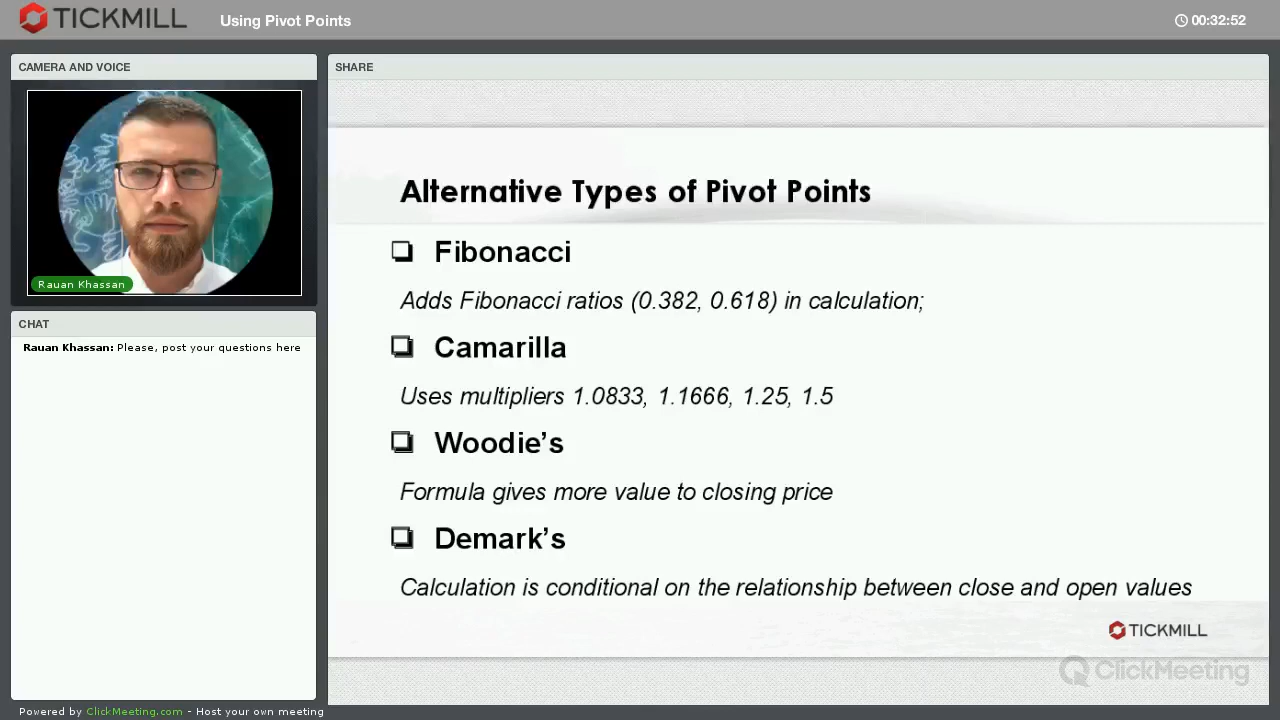 TICKMILL
Using Pivot Points
00:32:52
CAMERA AND VOICE
Rauan Khassan
CHAT
Rauan Khassan: Please, post your questions here
SHARE
Alternative Types of Pivot Points
Fibonacci
Adds Fibonacci ratios (0.382, 0.618) in calculation;
Camarilla
Uses multipliers 1.0833, 1.1666, 1.25, 1.5
Woodie’s
Formula gives more value to closing price
Demark’s
Calculation is conditional on the relationship between close and open values
TICKMILL
ClickMeeting
Powered by ClickMeeting.com - Host your own meeting